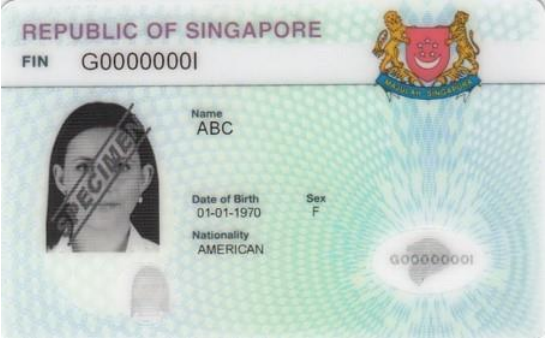 REPUBLIC OF SINGAPORE
FIN G0000000I
MAJULAH SINGAPURA
SPECIMEN
Name
ABC
Date of Birth Sex
01-01-1970 F
Nationality
AMERICAN
G0000000I